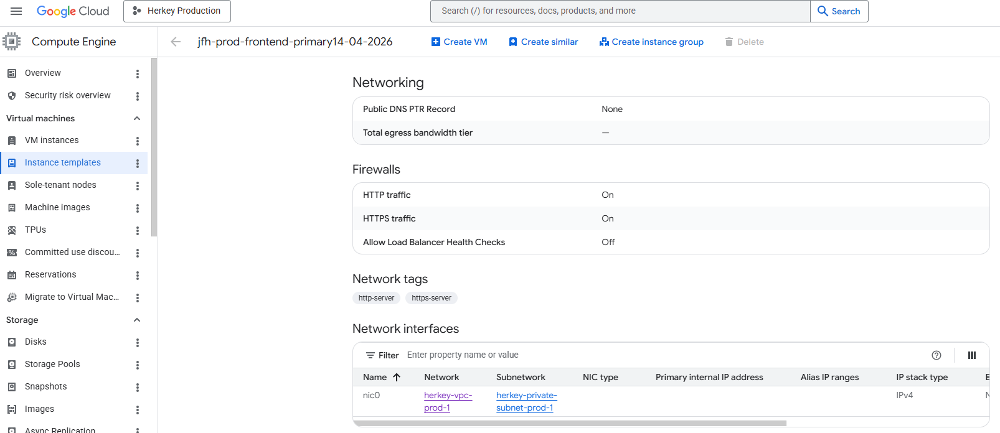 Google Cloud
Herkey Production
Search (/) for resources, docs, products, and more
Search
Compute Engine
jfh-prod-frontend-primary14-04-2026
Create VM
Create similar
Create instance group
Delete
Overview
Security risk overview
Virtual machines
VM instances
Instance templates
Sole-tenant nodes
Machine images
TPUs
Committed use discou...
Reservations
Migrate to Virtual Mac...
Storage
Disks
Storage Pools
Snapshots
Images
Async Replication
Networking
Public DNS PTR Record None
Total egress bandwidth tier —
Firewalls
HTTP traffic On
HTTPS traffic On
Allow Load Balancer Health Checks Off
Network tags
http-server https-server
Network interfaces
Filter Enter property name or value
Name Network Subnetwork NIC type Primary internal IP address Alias IP ranges IP stack type
nic0 herkey-vpc- herkey-private- IPv4
prod-1 subnet-prod-1